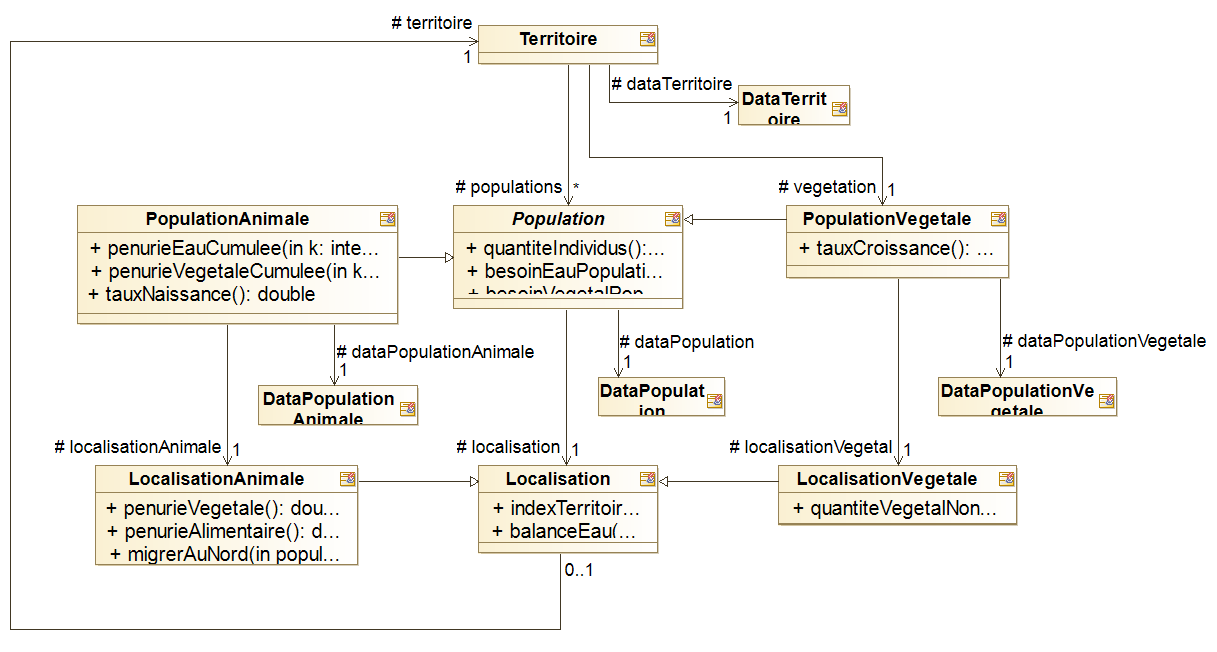 # territoire
1
Territoire
# dataTerritoire
1
DataTerrit
oire
# populations
*
# vegetation
1
PopulationAnimale
+ penurieEauCumulee(in k: inte...
+ penurieVegetaleCumulee(in k...
+ tauxNaissance(): double
Population
+ quantiteIndividus():...
+ besoinEauPopulati...
+ besoinVegetalPop
PopulationVegetale
+ tauxCroissance(): ...
# dataPopulationAnimale
1
DataPopulation
Animale
# dataPopulation
1
DataPopulat
ion
# dataPopulationVegetale
1
DataPopulationVe
getale
# localisationAnimale
1
# localisation
1
# localisationVegetal
1
LocalisationAnimale
+ penurieVegetale(): dou...
+ penurieAlimentaire(): d...
+ migrerAuNord(in popul...
Localisation
+ indexTerritoir...
+ balanceEau(...
LocalisationVegetale
+ quantiteVegetalNon...
0..1